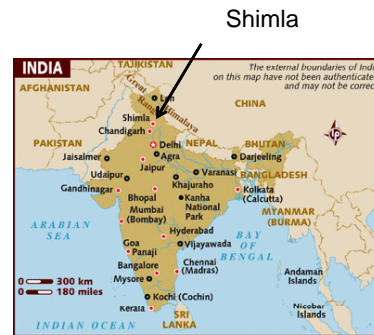 Shimla
INDIA
TAJIKISTAN
The external boundaries of Indi
on this map have not been authenticate
and may not be correc
AFGHANISTAN
Great
Leh
Himalaya
Range
CHINA
Shimla
Chandigarh
PAKISTAN
Delhi
NEPAL
BHUTAN
Jaisalmer
Agra
Darjeeling
Jaipur
Varanasi
BANGLADESH
Udaipur
Khajuraho
Gandhinagar
Kolkata
(Calcutta)
Bhopal
Kanha
National
Park
MYANMAR
(BURMA)
Mumbai
(Bombay)
ARABIAN
SEA
Hyderabad
BAY
OF
BENGAL
Goa
Vijayawada
Panaji
Bangalore
Chennai
(Madras)
Andaman
Islands
0 300 km
0 180 miles
Mysore
Kochi (Cochin)
Nicobar
Islands
Kerala
SRI
LANKA
INDIAN OCEAN